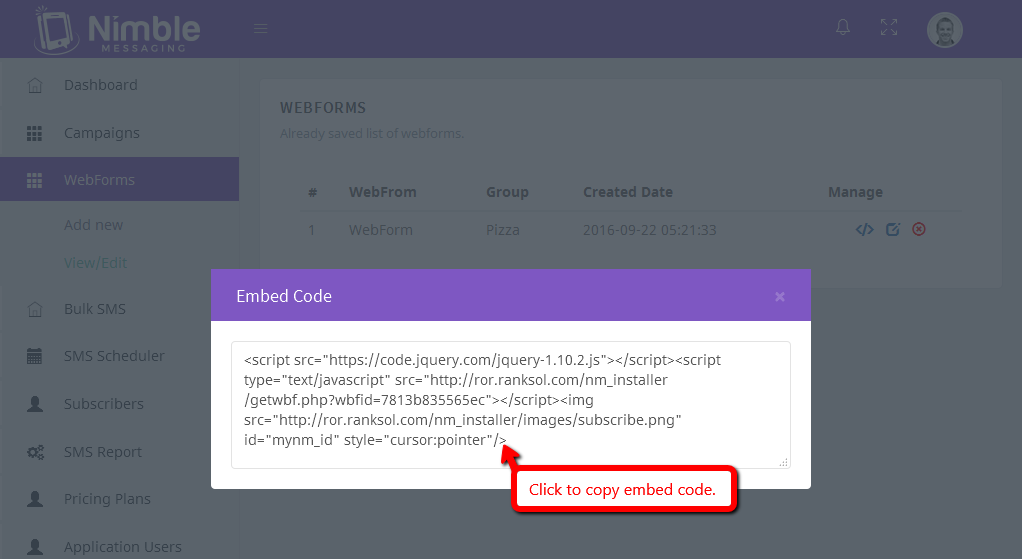 Nimble
MESSAGING
Dashboard
Campaigns
WebForms
Add new
View/Edit
Bulk SMS
SMS Scheduler
Subscribers
SMS Report
Pricing Plans
Application Users
WEBFORMS
Already saved list of webforms.
# WebFrom Group Created Date Manage
1 WebForm Pizza 2016-09-22 05:21:33
Embed Code ×
<script src="https://code.jquery.com/jquery-1.10.2.js"></script><script
type="text/javascript" src="http://ror.ranksol.com/nm_installer
/getwbf.php?wbfid=7813b835565ec"></script><img
src="http://ror.ranksol.com/nm_installer/images/subscribe.png"
id="mynm_id" style="cursor:pointer"/>
Click to copy embed code.